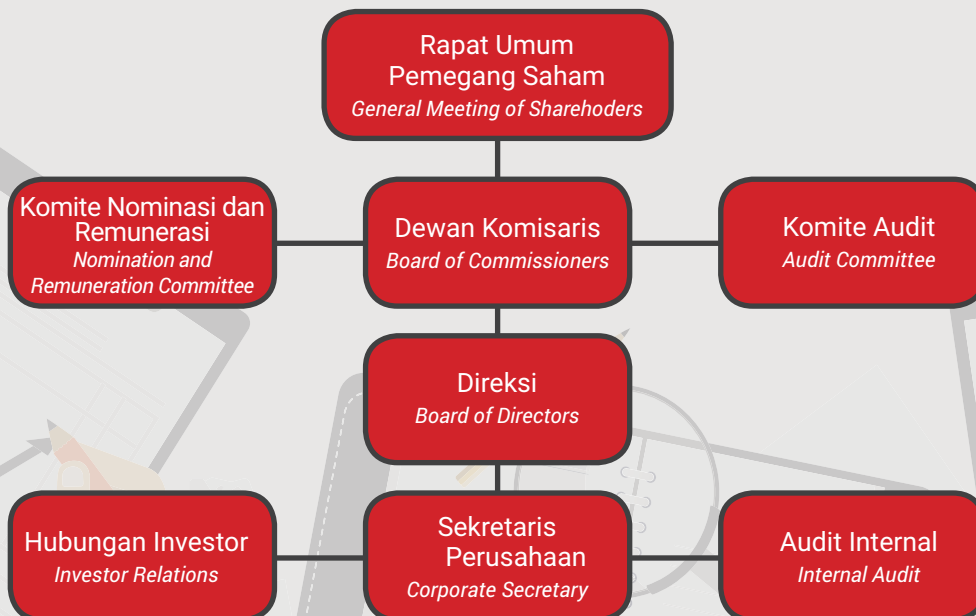 Rapat Umum
Pemegang Saham
General Meeting of Sharehoders
Komite Nominasi dan
Remunerasi
Nomination and
Remuneration Committee
Dewan Komisaris
Board of Commissioners
Komite Audit
Audit Committee
Direksi
Board of Directors
Hubungan Investor
Investor Relations
Sekretaris
Perusahaan
Corporate Secretary
Audit Internal
Internal Audit